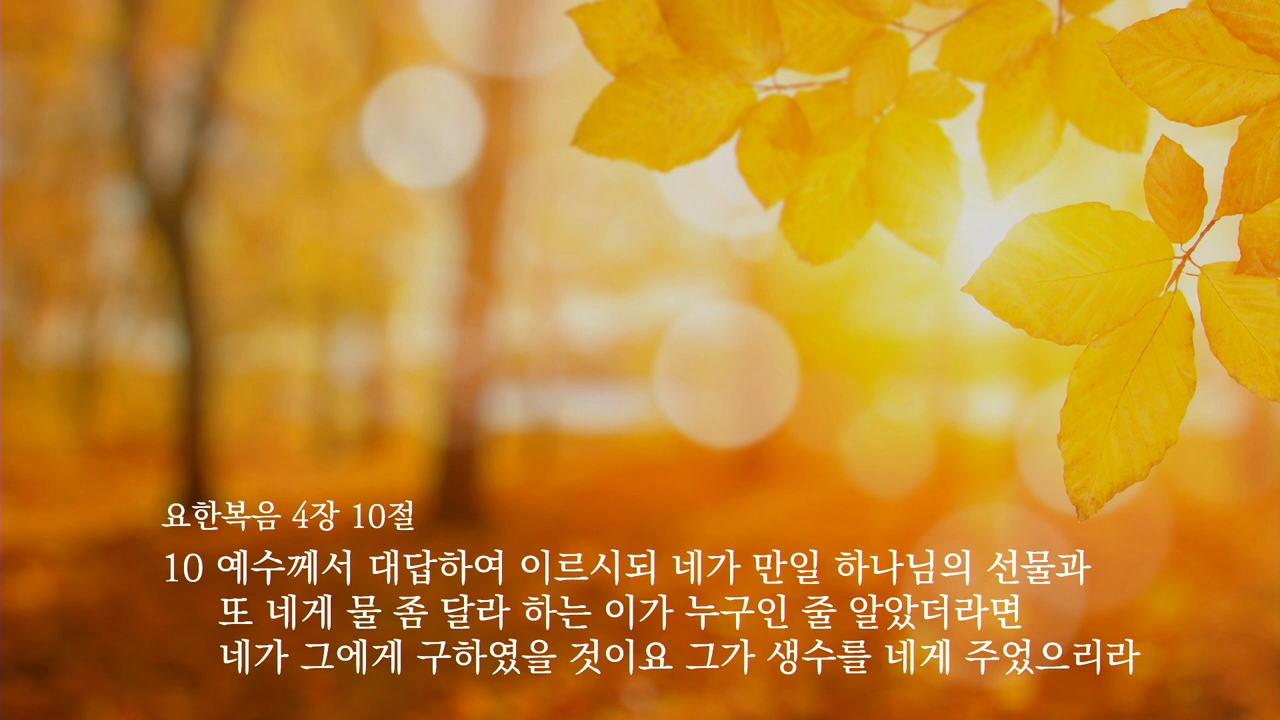 요한복음 4장 10절
10 예수께서 대답하여 이르시되 네가 만일 하나님의 선물과
또 네게 물 좀 달라 하는 이가 누구인 줄 알았더라면
네가 그에게 구하였을 것이요 그가 생수를 네게 주었으리라